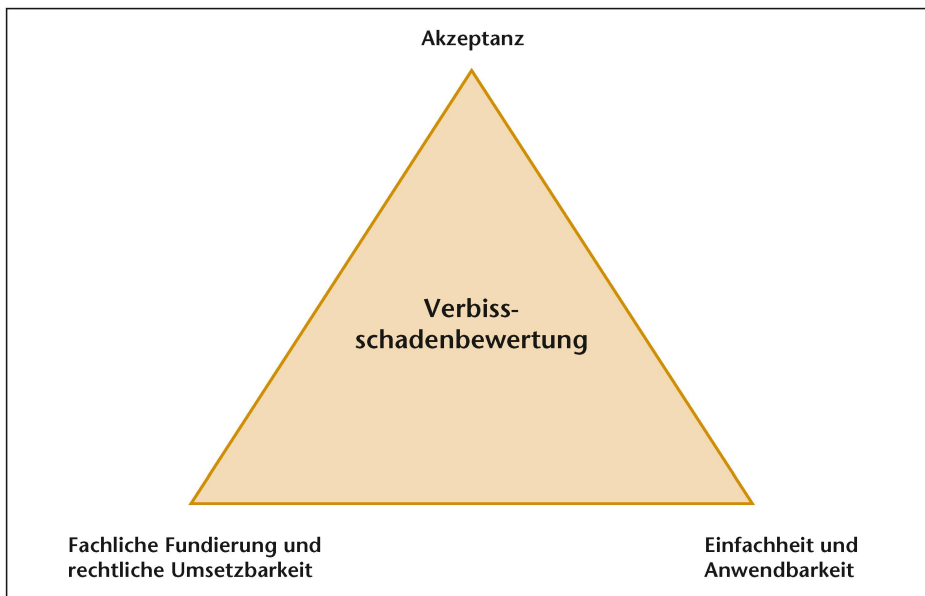 Akzeptanz
Verbiss-
schadenbewertung
Fachliche Fundierung und
rechtliche Umsetzbarkeit
Einfachheit und
Anwendbarkeit